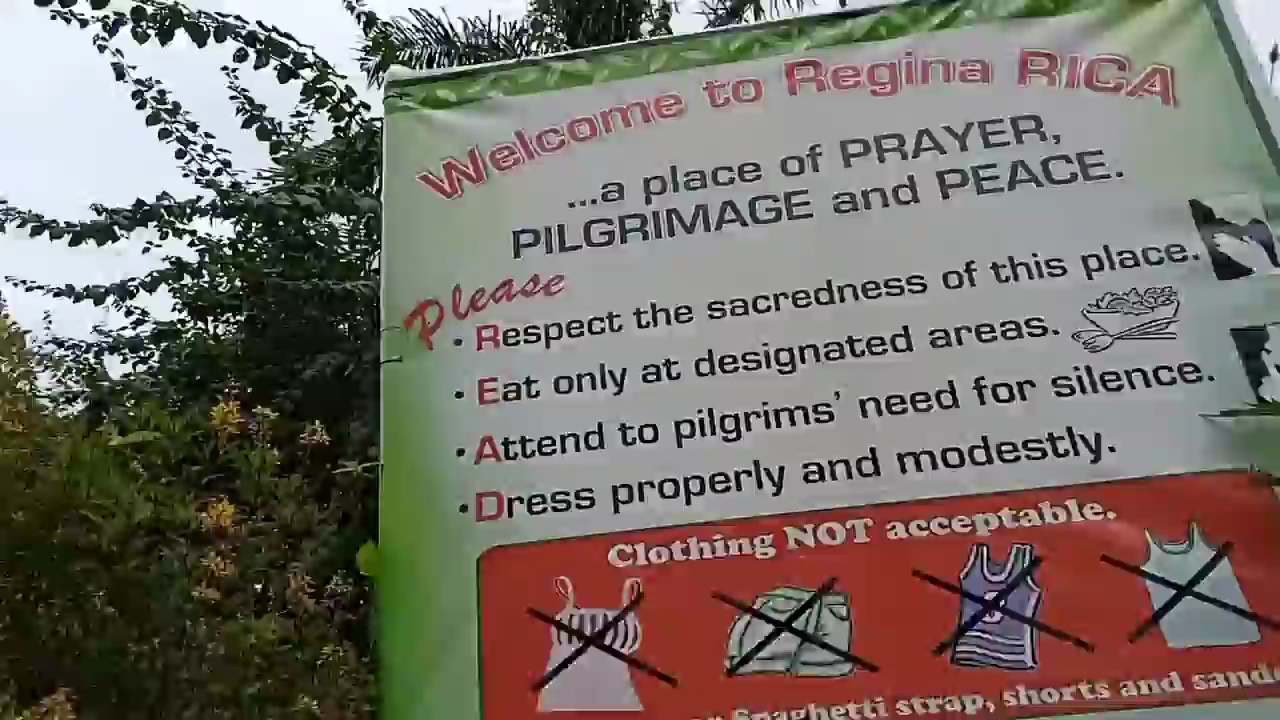 Welcome to Regina RICA
...a place of PRAYER,
PILGRIMAGE and PEACE.
Please
• Respect the sacredness of this place.
• Eat only at designated areas.
• Attend to pilgrims' need for silence.
• Dress properly and modestly.
Clothing NOT acceptable.
Spaghetti strap, shorts and